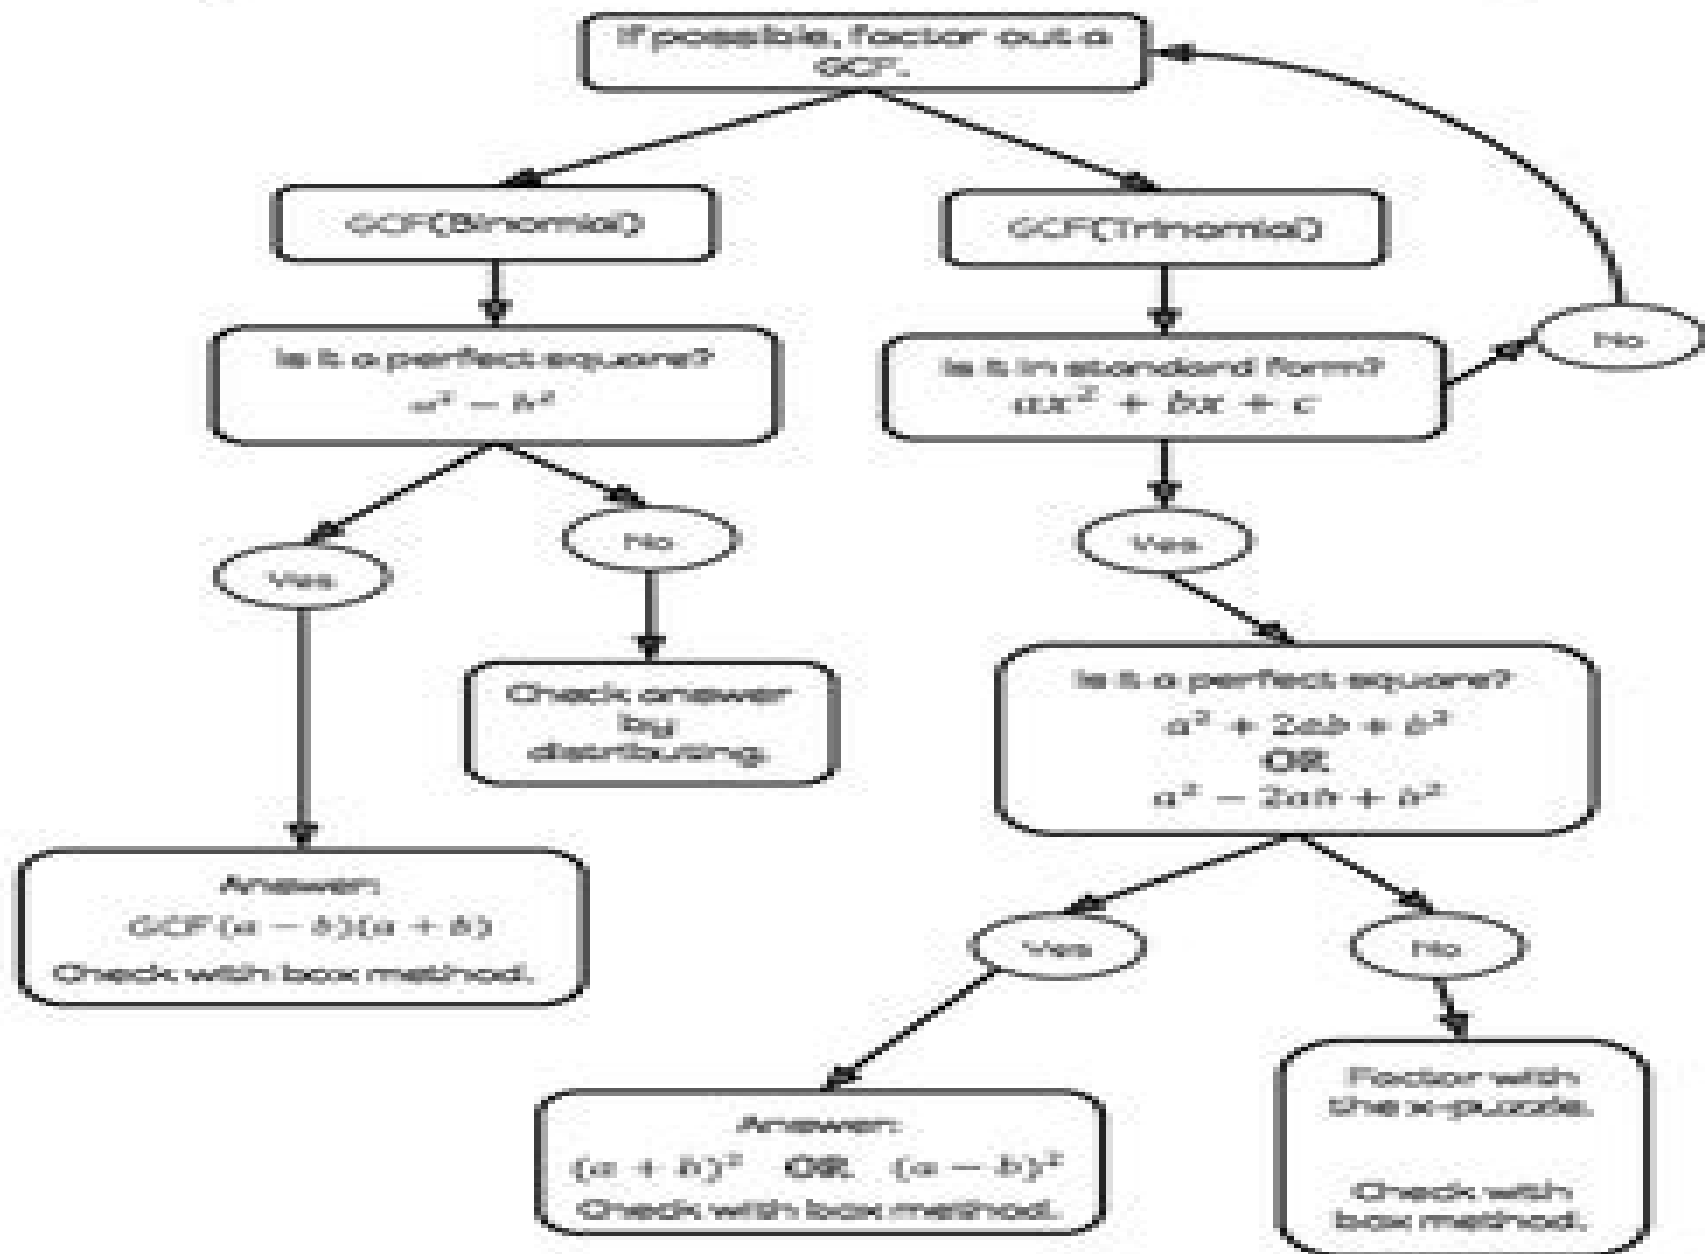 If possible, factor out a
GCF.
GCF(Binomial)
GCF(Trinomial)
Is it a perfect square?
a² − b²
Is it in standard form?
ax² + bx + c
No
Yes
No
Yes
Check answer
by
distributing.
Is it a perfect square?
a² + 2ab + b²
OR
a² − 2ab + b²
Answer:
GCF(a − b)(a + b)
Check with box method.
Yes
No
Answer:
(a + b)² OR (a − b)²
Check with box method.
Factor with
the x-puzzle.
Check with
box method.